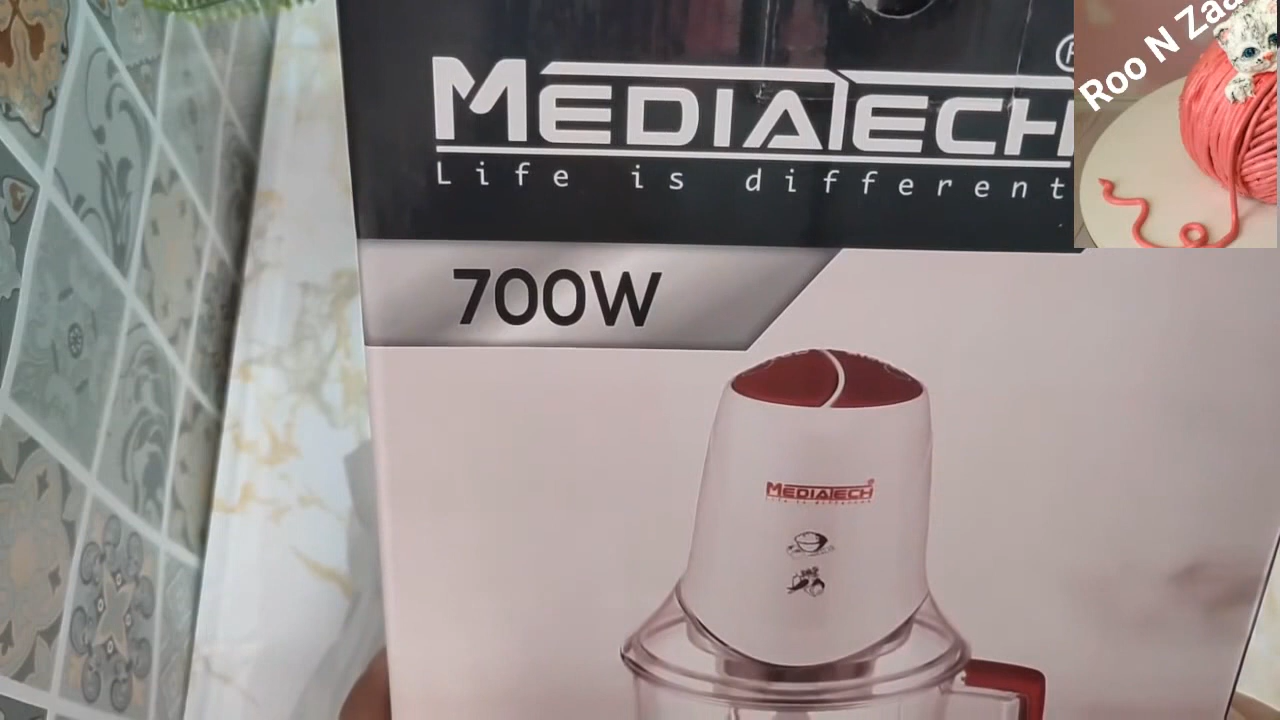 MEDIATECH
Life is different
700W
MEDIATECH
Roo N Zaa